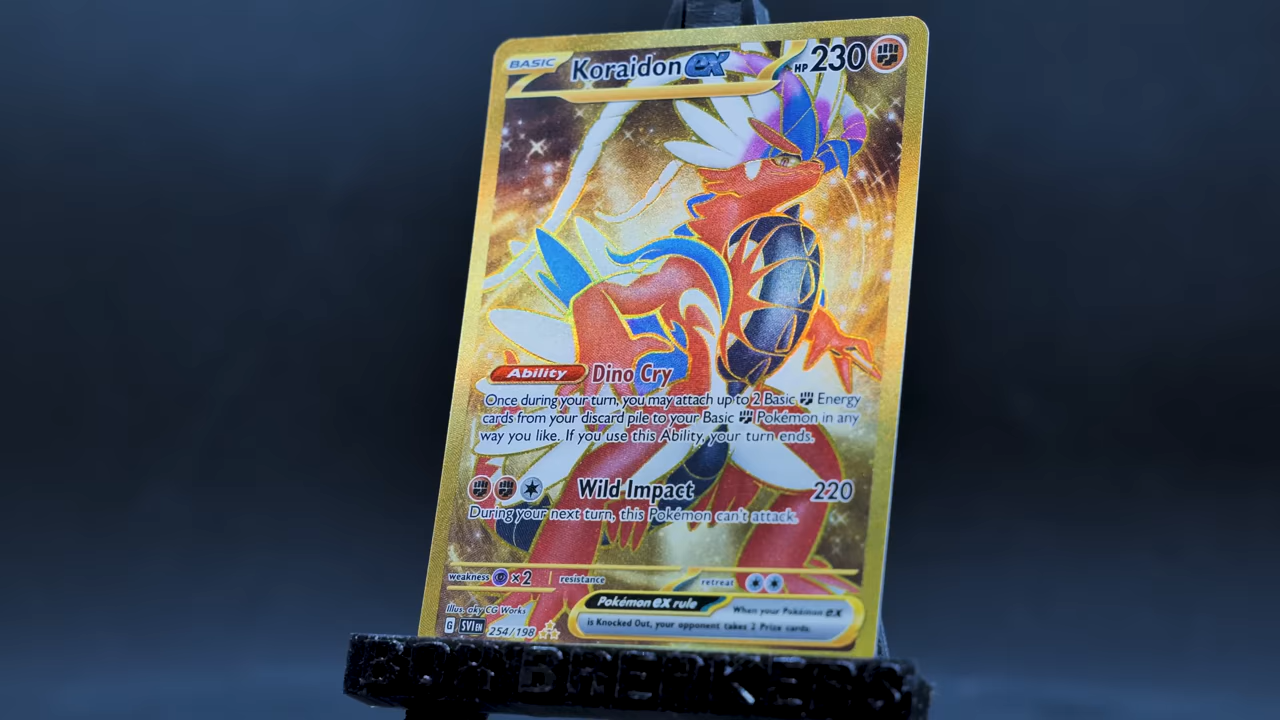 BASIC Koraidon ex HP 230
Ability Dino Cry
Once during your turn, you may attach up to 2 Basic Energy
cards from your discard pile to your Basic Pokémon in any
way you like. If you use this Ability, your turn ends.
Wild Impact 220
During your next turn, this Pokémon can't attack.
weakness ×2 resistance retreat
Illus. aky CG Works
Pokémon ex rule
When your Pokémon ex
is Knocked Out, your opponent takes 2 Prize cards.
G SVI EN 254/198
BOX BREAKERS